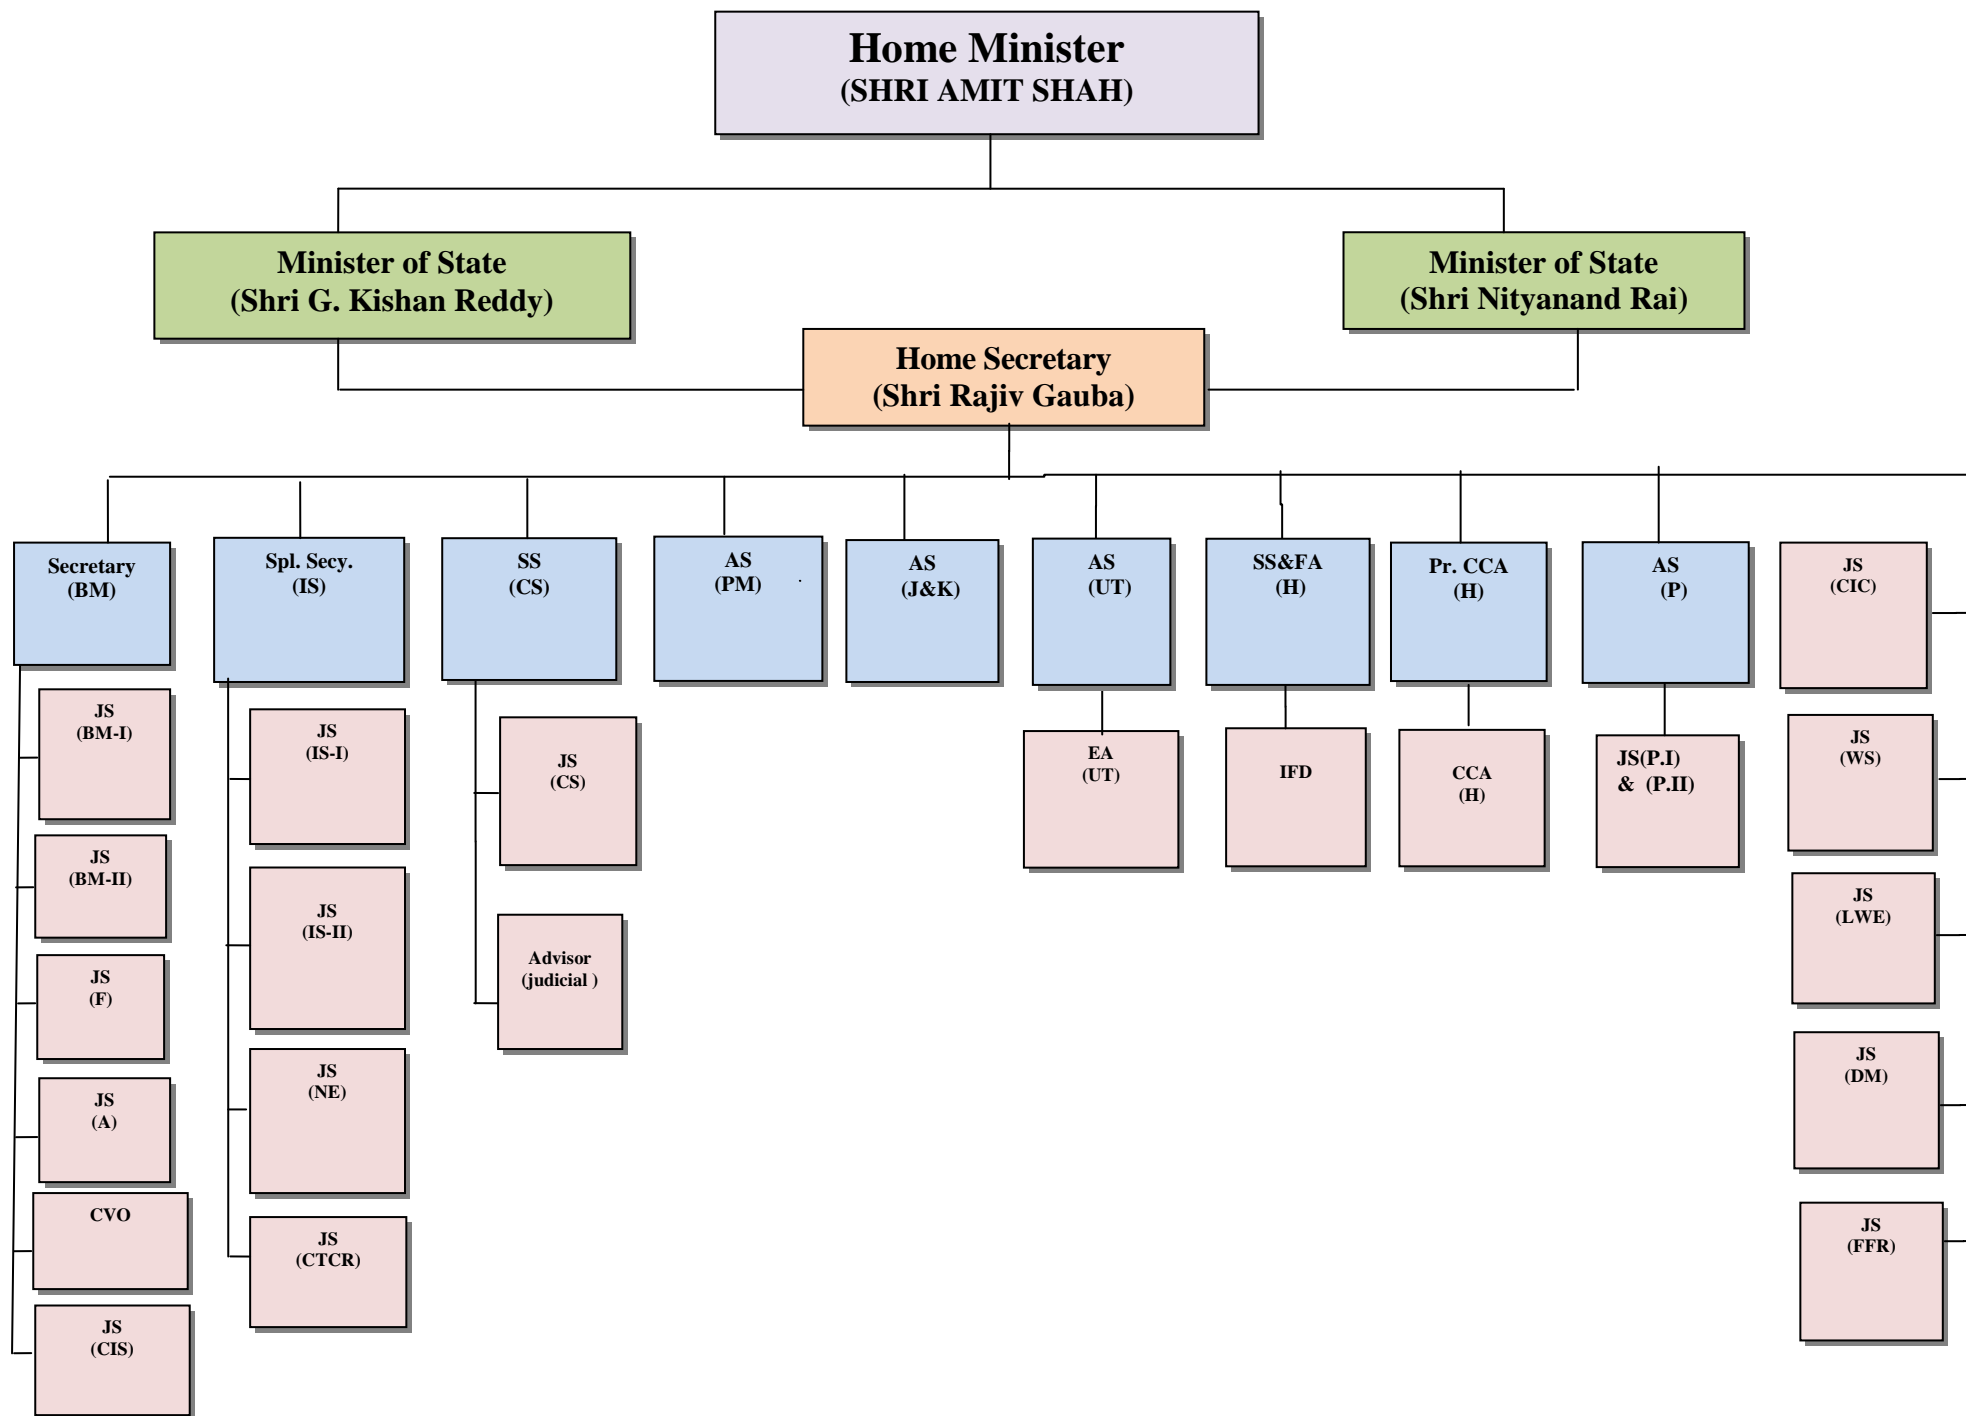 Home Minister
(SHRI AMIT SHAH)
Minister of State
(Shri G. Kishan Reddy)
Minister of State
(Shri Nityanand Rai)
Home Secretary
(Shri Rajiv Gauba)
Secretary
(BM)
Spl. Secy.
(IS)
SS
(CS)
AS
(PM)
AS
(J&K)
AS
(UT)
SS&FA
(H)
Pr. CCA
(H)
AS
(P)
JS
(CIC)
JS
(BM-I)
JS
(BM-II)
JS
(F)
JS
(A)
CVO
JS
(CIS)
JS
(IS-I)
JS
(IS-II)
JS
(NE)
JS
(CTCR)
JS
(CS)
Advisor
(judicial )
EA
(UT)
IFD
CCA
(H)
JS(P.I)
& (P.II)
JS
(WS)
JS
(LWE)
JS
(DM)
JS
(FFR)